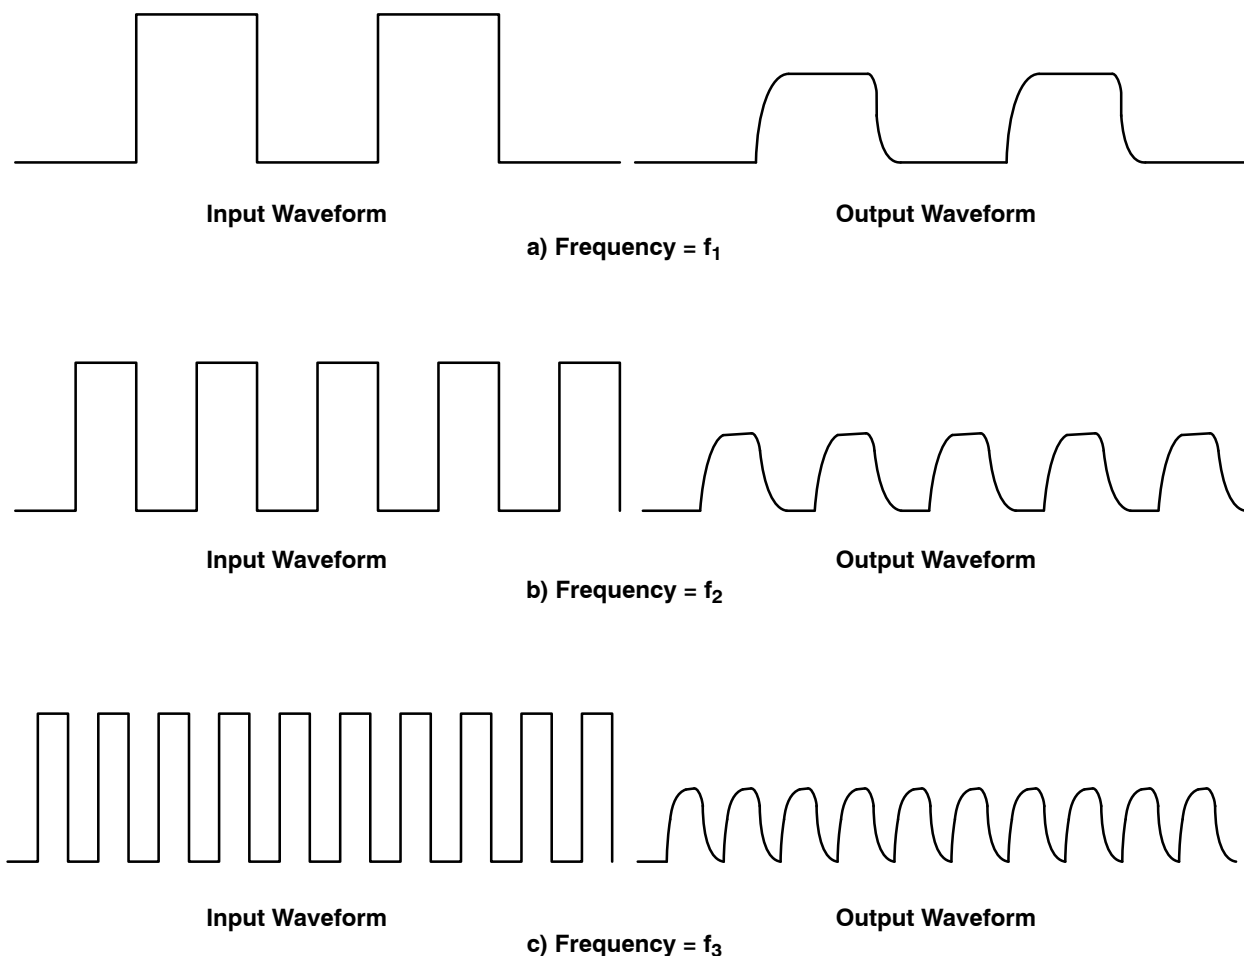 Input Waveform
Output Waveform
a) Frequency = f₁
Input Waveform
Output Waveform
b) Frequency = f₂
Input Waveform
Output Waveform
c) Frequency = f₃